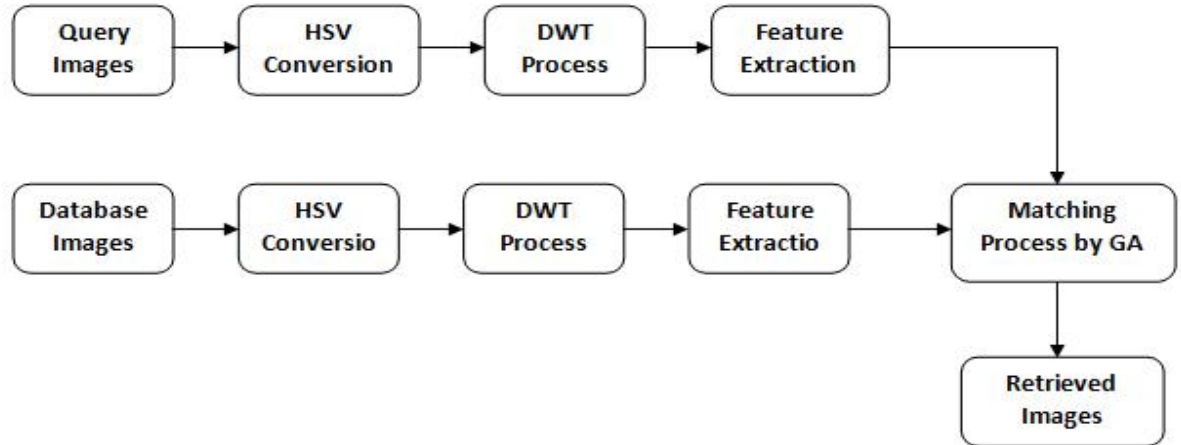 Query
Images
HSV
Conversion
DWT
Process
Feature
Extraction
Database
Images
HSV
Conversio
DWT
Process
Feature
Extractio
Matching
Process by GA
Retrieved
Images